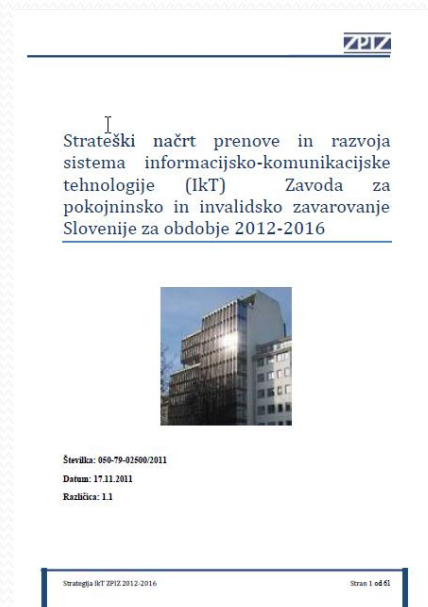 ZPIZ
Strateški načrt prenove in razvoja
sistema informacijsko-komunikacijske
tehnologije (IkT) Zavoda za
pokojninsko in invalidsko zavarovanje
Slovenije za obdobje 2012-2016
Številka: 050-79-02500/2011
Datum: 17.11.2011
Različica: 1.1
Strategija IkT ZPIZ 2012-2016 Stran 1 od 61